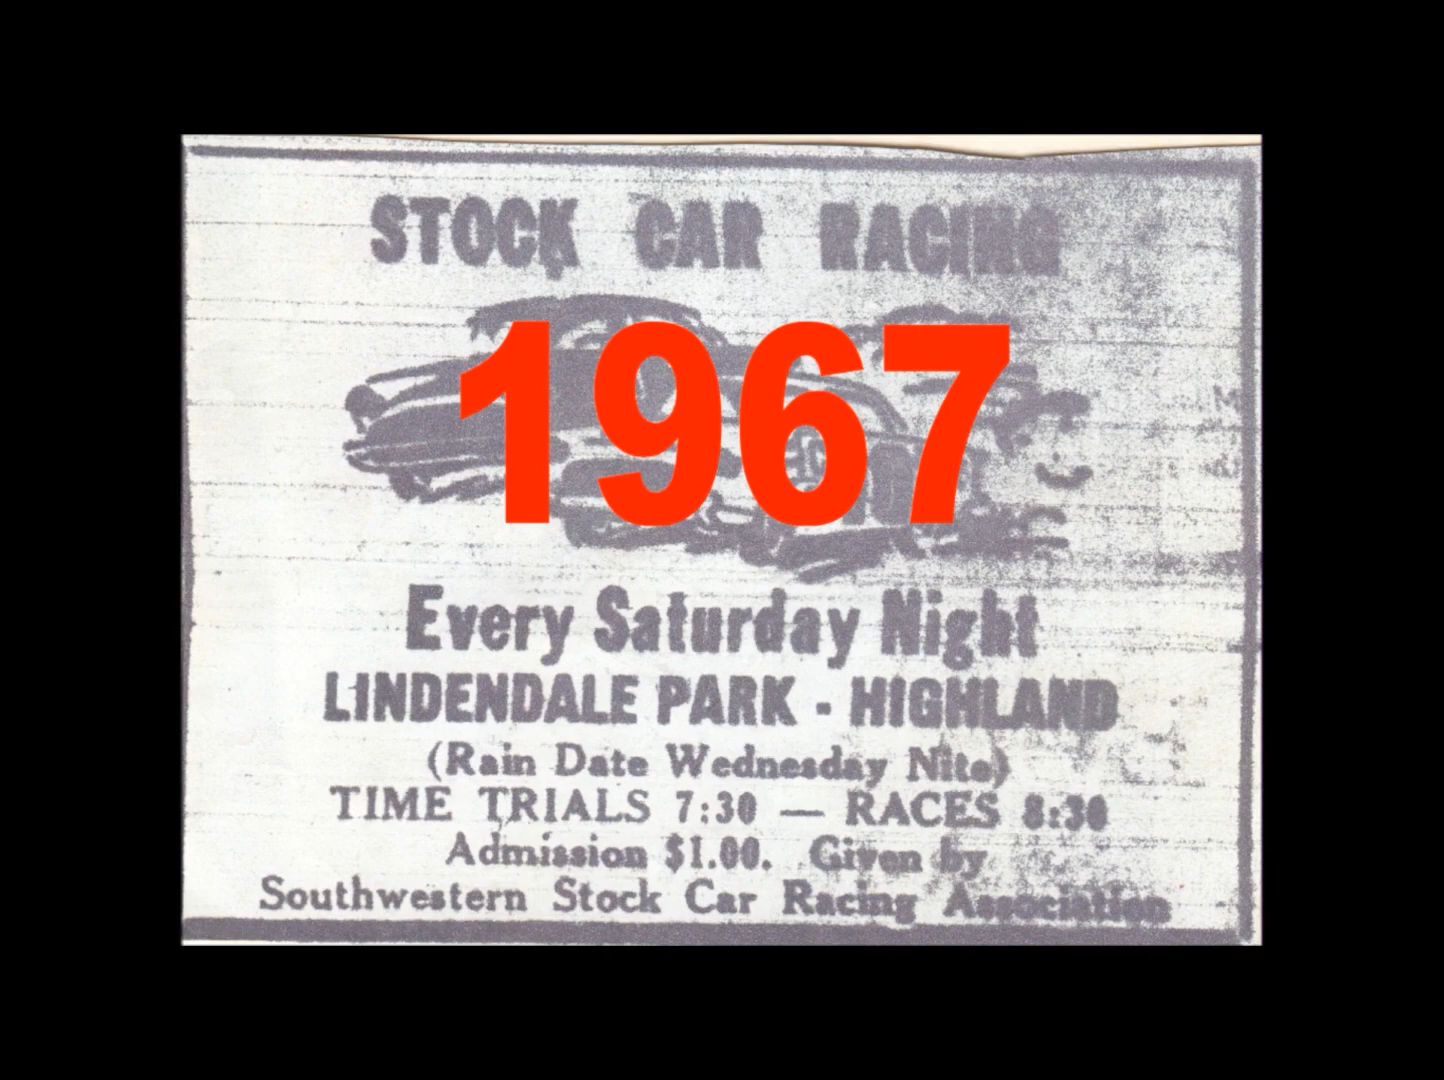 STOCK CAR RACING
1967
Every Saturday Night
LINDENDALE PARK - HIGHLAND
(Rain Date Wednesday Nite)
TIME TRIALS 7:30 — RACES 8:30
Admission $1.00. Given by
Southwestern Stock Car Racing Association